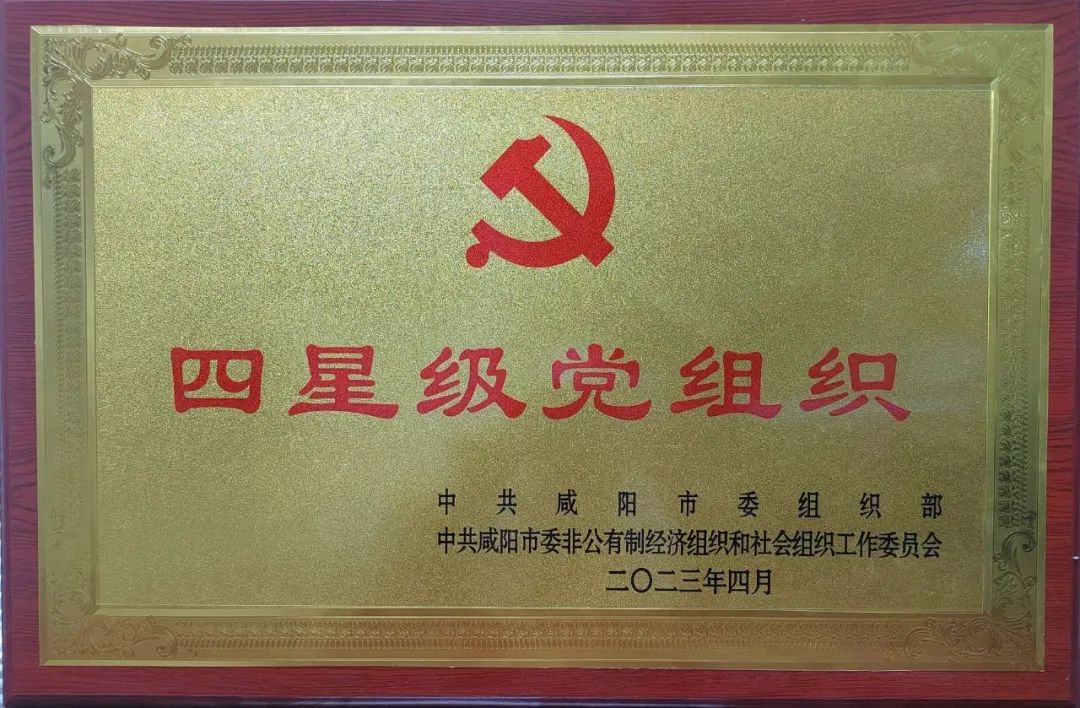 四星级党组织
中共咸阳市委组织部
中共咸阳市委非公有制经济组织和社会组织工作委员会
二〇二三年四月